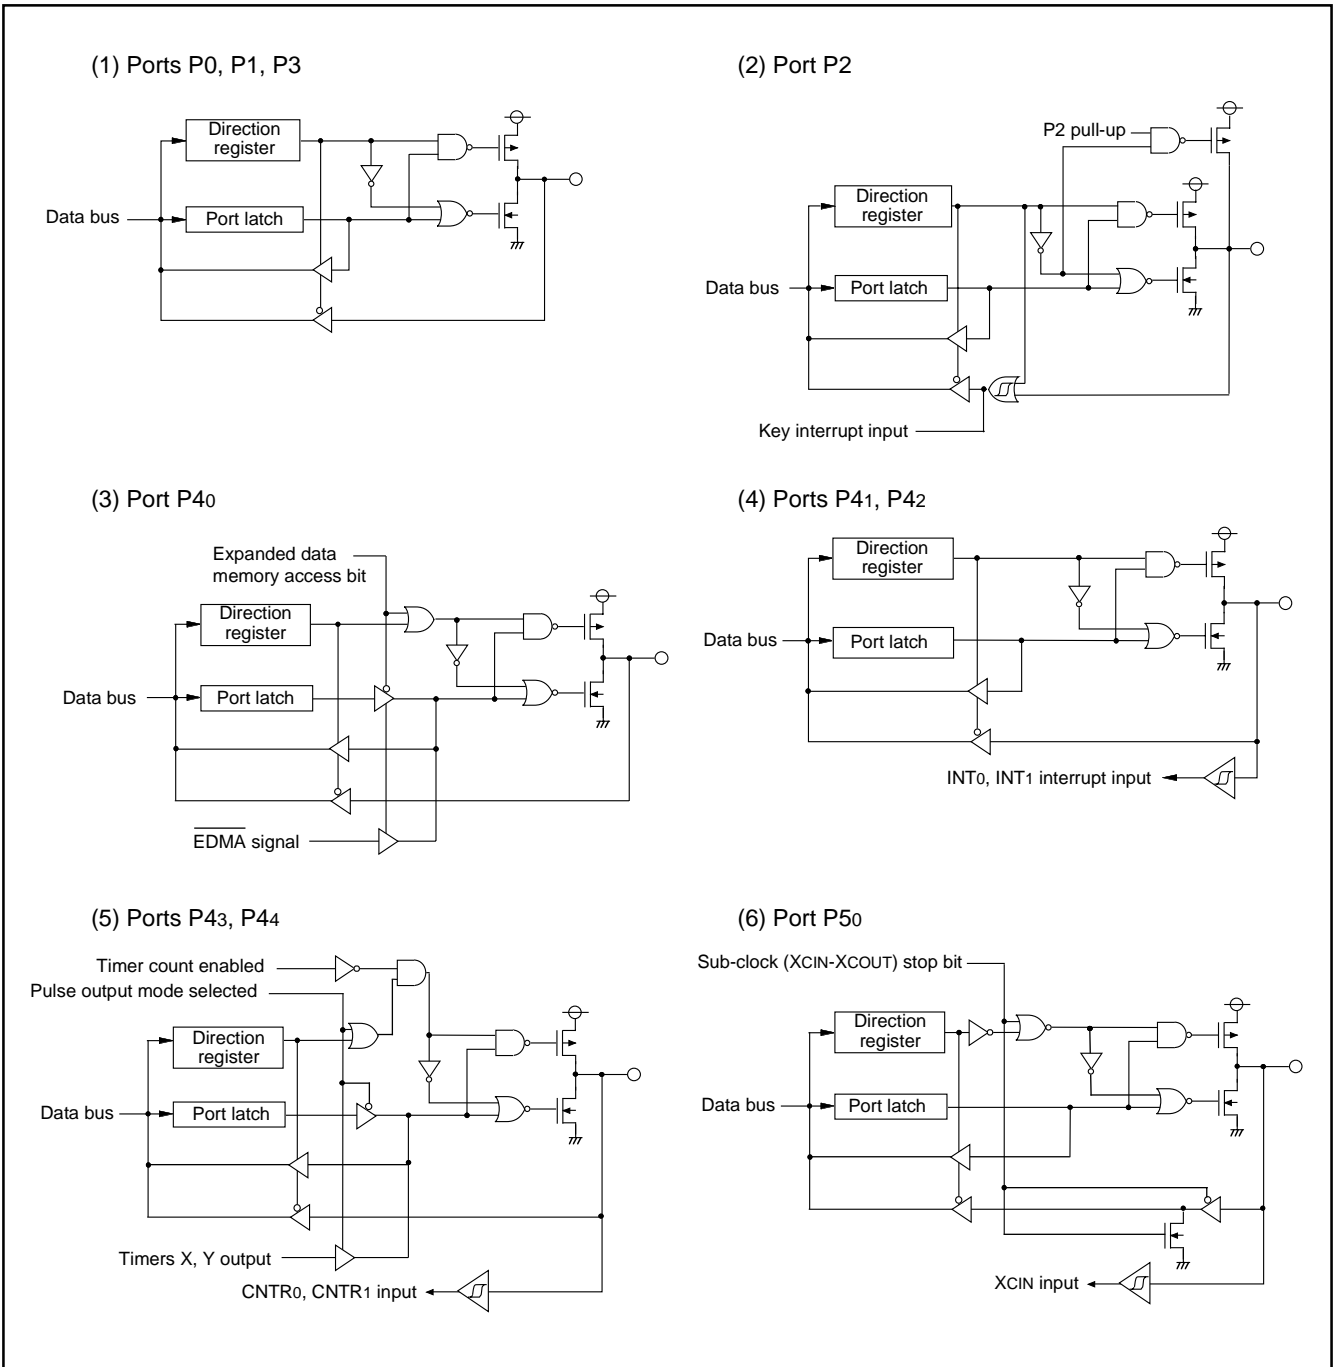 (1) Ports P0, P1, P3
Direction
register
Data bus
Port latch
(2) Port P2
P2 pull-up
Direction
register
Data bus
Port latch
Key interrupt input
(3) Port P40
Expanded data
memory access bit
Direction
register
Data bus
Port latch
EDMA signal
(4) Ports P41, P42
Direction
register
Data bus
Port latch
INT0, INT1 interrupt input
(5) Ports P43, P44
Timer count enabled
Pulse output mode selected
Direction
register
Data bus
Port latch
Timers X, Y output
CNTR0, CNTR1 input
(6) Port P50
Sub-clock (XCIN-XCOUT) stop bit
Direction
register
Data bus
Port latch
XCIN input